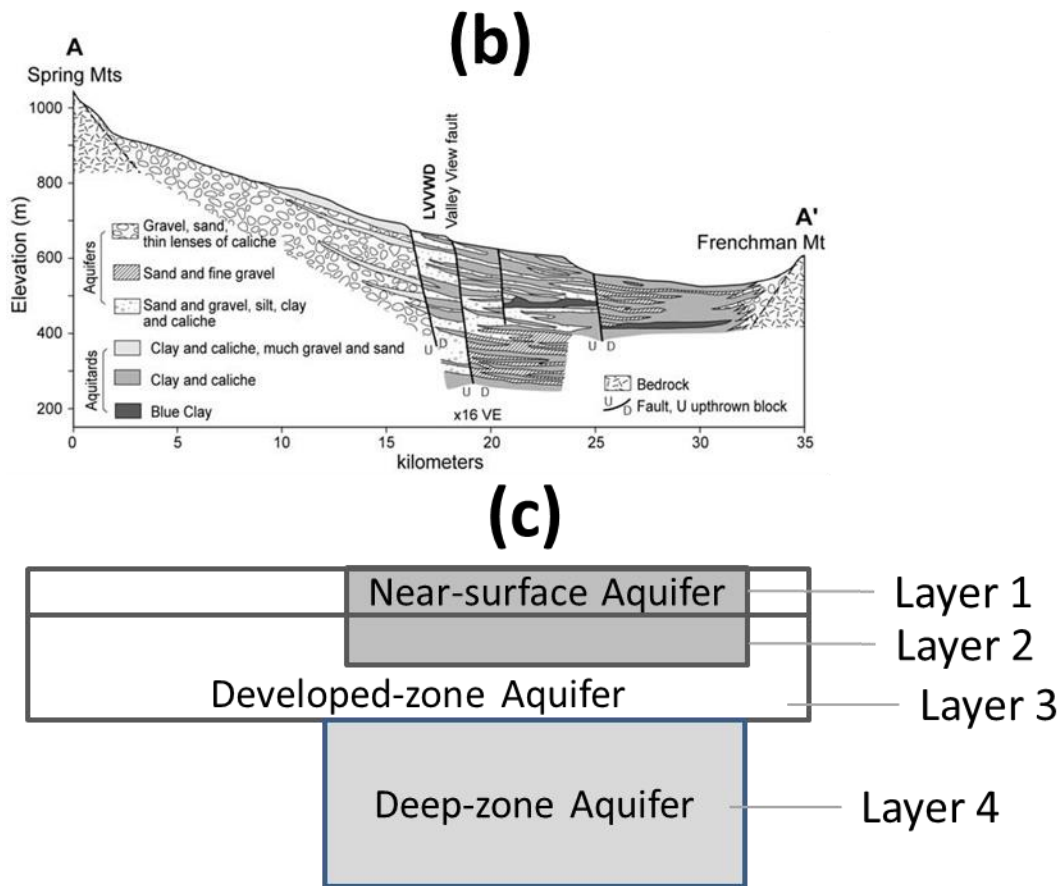 (b)
A
Spring Mts
1000
800
600
400
200
Elevation (m)
LVVWD
Valley View fault
A'
Frenchman Mt
Aquifers
Gravel, sand,
thin lenses of caliche
Sand and fine gravel
Sand and gravel, silt, clay
and caliche
Aquitards
Clay and caliche, much gravel and sand
Clay and caliche
Blue Clay
U D
U D
U D
x16 VE
Bedrock
U
D
Fault, U upthrown block
0 5 10 15 20 25 30 35
kilometers
(c)
Near-surface Aquifer
Layer 1
Layer 2
Developed-zone Aquifer
Layer 3
Deep-zone Aquifer
Layer 4